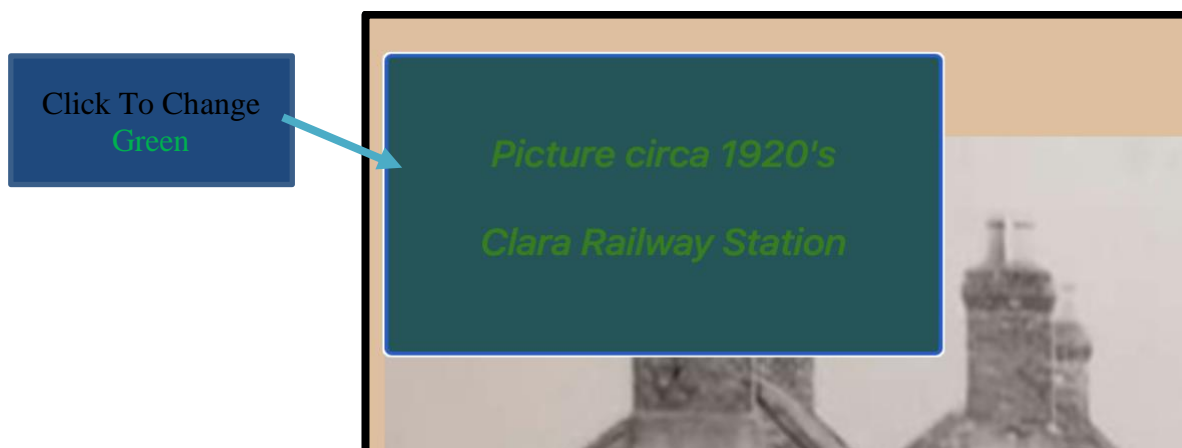 Click To Change
Green
Picture circa 1920's
Clara Railway Station